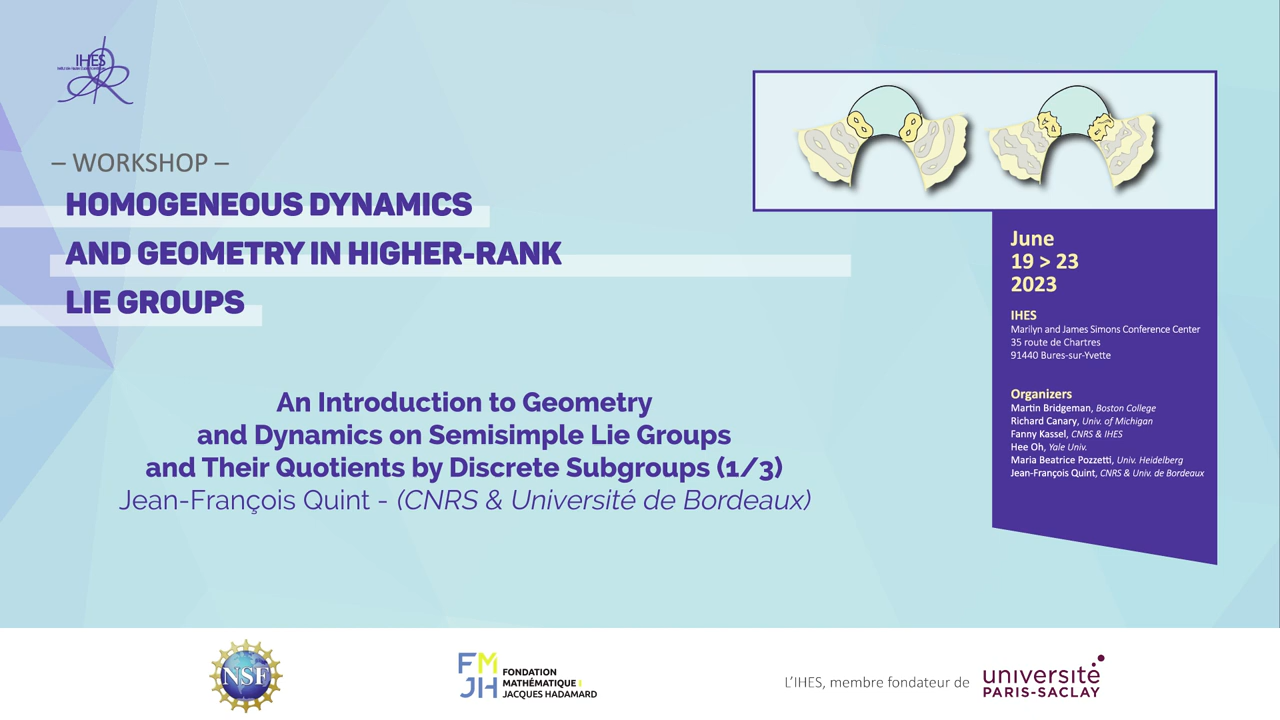 IHES
– WORKSHOP –
HOMOGENEOUS DYNAMICS
AND GEOMETRY IN HIGHER-RANK
LIE GROUPS
June
19 > 23
2023
IHES
Marilyn and James Simons Conference Center
35 route de Chartres
91440 Bures-sur-Yvette
Organizers
Martin Bridgeman, Boston College
Richard Canary, Univ. of Michigan
Fanny Kassel, CNRS & IHES
Hee Oh, Yale Univ.
Maria Beatrice Pozzetti, Univ. Heidelberg
Jean-François Quint, CNRS & Univ. de Bordeaux
An Introduction to Geometry
and Dynamics on Semisimple Lie Groups
and Their Quotients by Discrete Subgroups (1/3)
Jean-François Quint - (CNRS & Université de Bordeaux)
NSF
FMJH
FONDATION
MATHÉMATIQUE
JACQUES HADAMARD
L'IHES, membre fondateur de
université
PARIS-SACLAY